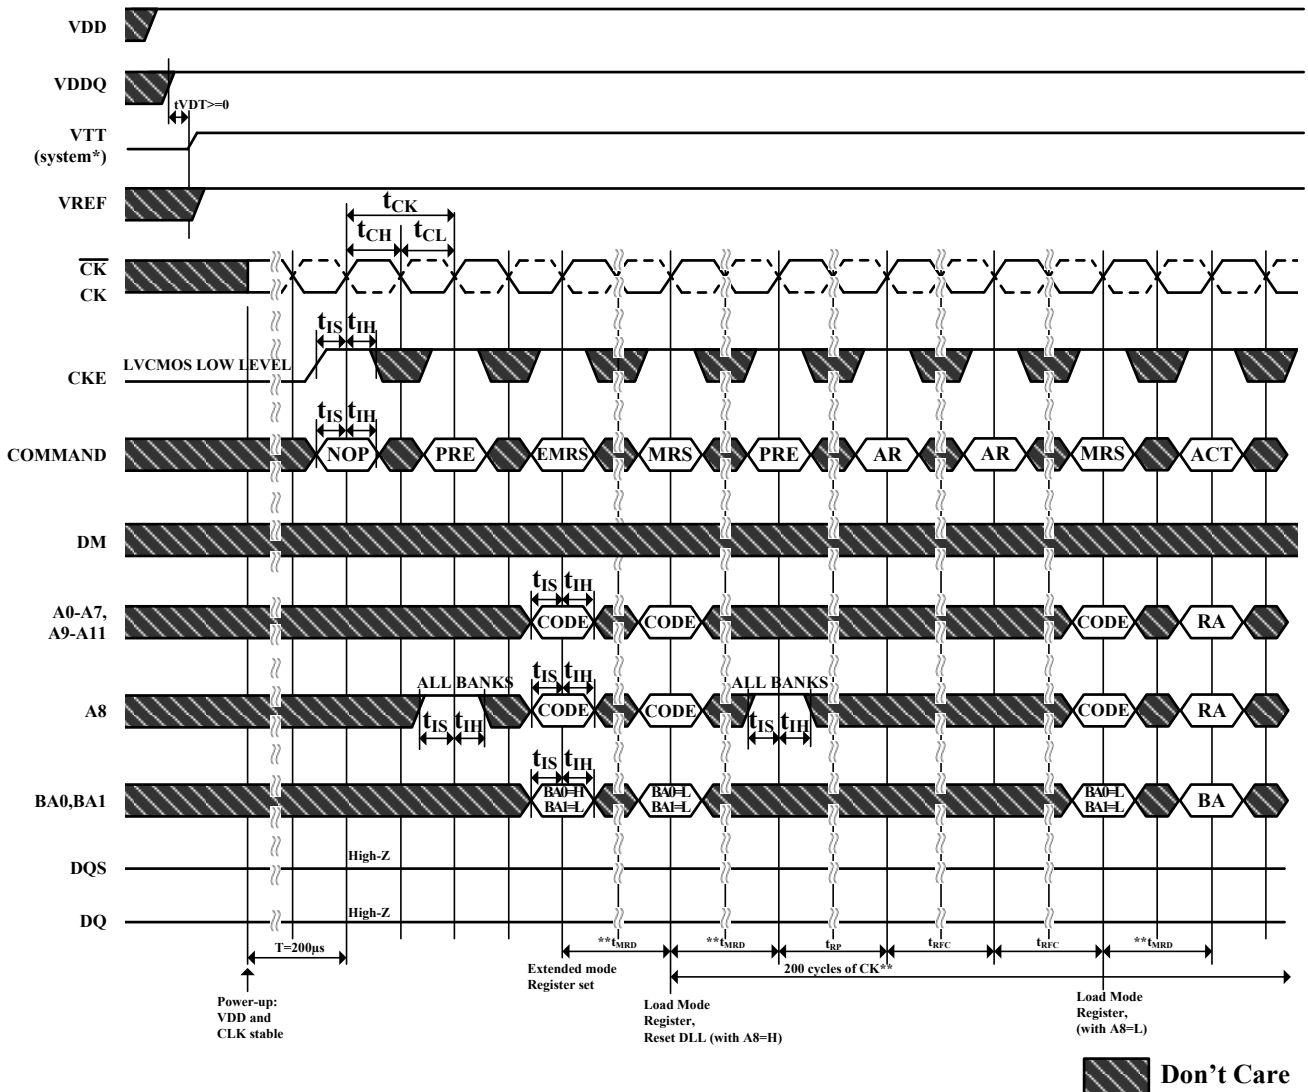 VDD
VDDQ
tVDT>=0
VTT
(system*)
VREF
tCK
tCH tCL
CK
CK
tIS tIH
LVCMOS LOW LEVEL
CKE
tIS tIH
COMMAND NOP PRE EMRS MRS PRE AR AR MRS ACT
DM
tIS tIH
A0-A7,
A9-A11
CODE CODE CODE RA
tIS tIH
ALL BANKS ALL BANKS
A8 CODE CODE CODE RA
tIS tIH tIS tIH
tIS tIH
BA0,BA1
BA0=H BA0=L BA0=L
BA1=L BA1=L BA1=L
BA
High-Z
DQS
High-Z
DQ
T=200µs **tMRD **tMRD tRP tRFC tRFC **tMRD
Extended mode
Register set
200 cycles of CK**
Power-up:
VDD and
CLK stable
Load Mode
Register,
Reset DLL (with A8=H)
Load Mode
Register,
(with A8=L)
Don't Care